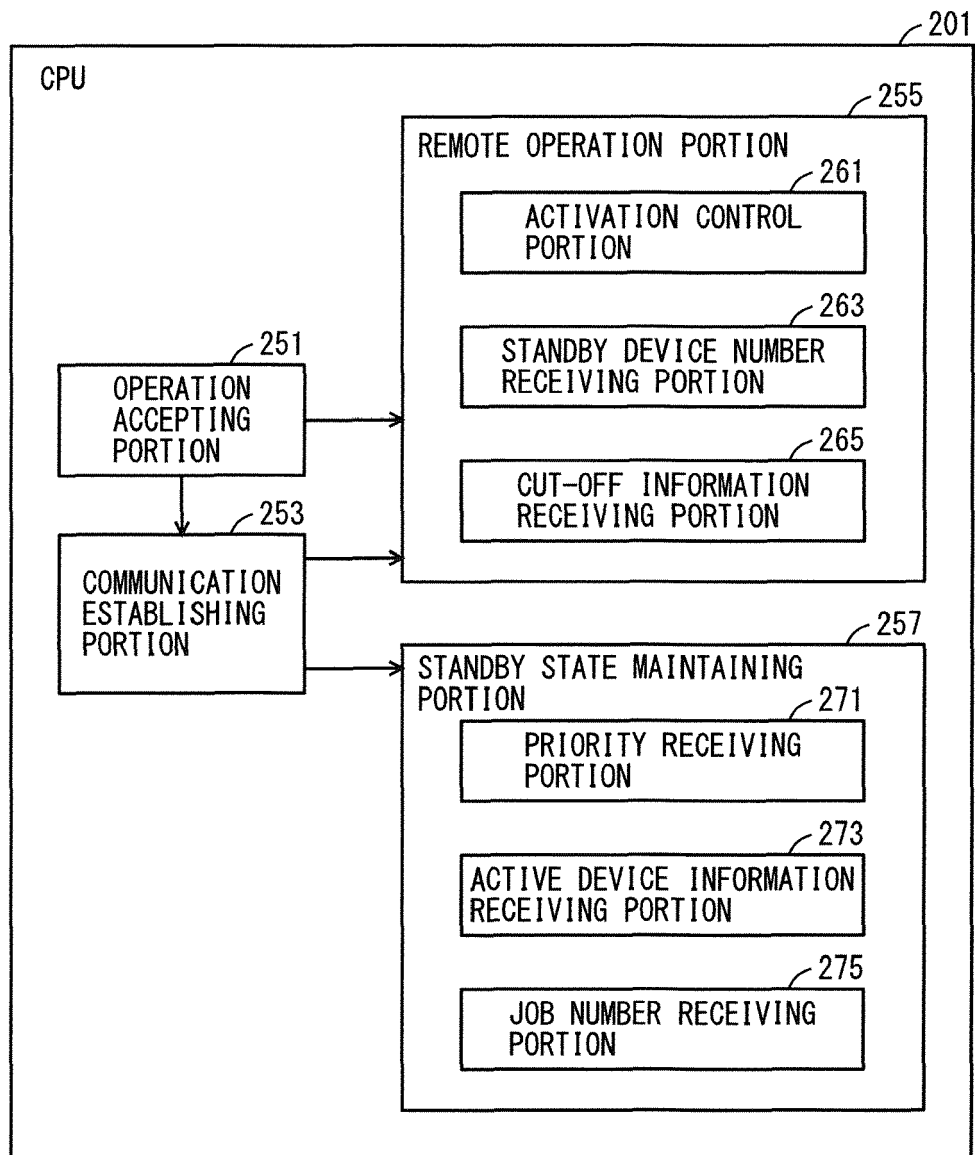 201
CPU
255
REMOTE OPERATION PORTION
261
ACTIVATION CONTROL
PORTION
263
STANDBY DEVICE NUMBER
RECEIVING PORTION
265
CUT-OFF INFORMATION
RECEIVING PORTION
251
OPERATION
ACCEPTING
PORTION
253
COMMUNICATION
ESTABLISHING
PORTION
257
STANDBY STATE MAINTAINING
PORTION
271
PRIORITY RECEIVING
PORTION
273
ACTIVE DEVICE INFORMATION
RECEIVING PORTION
275
JOB NUMBER RECEIVING
PORTION